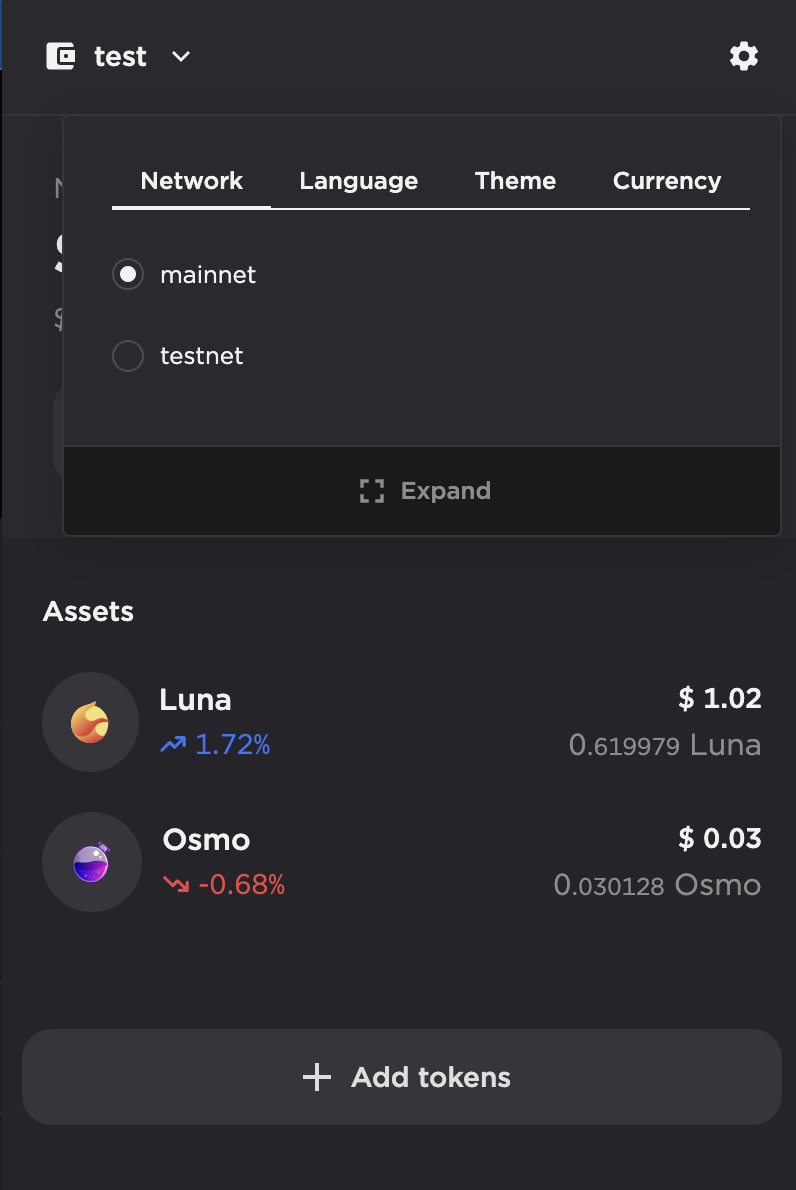 test
Network Language Theme Currency
mainnet
testnet
Expand
Assets
Luna $ 1.02
1.72% 0.619979 Luna
Osmo $ 0.03
-0.68% 0.030128 Osmo
Add tokens